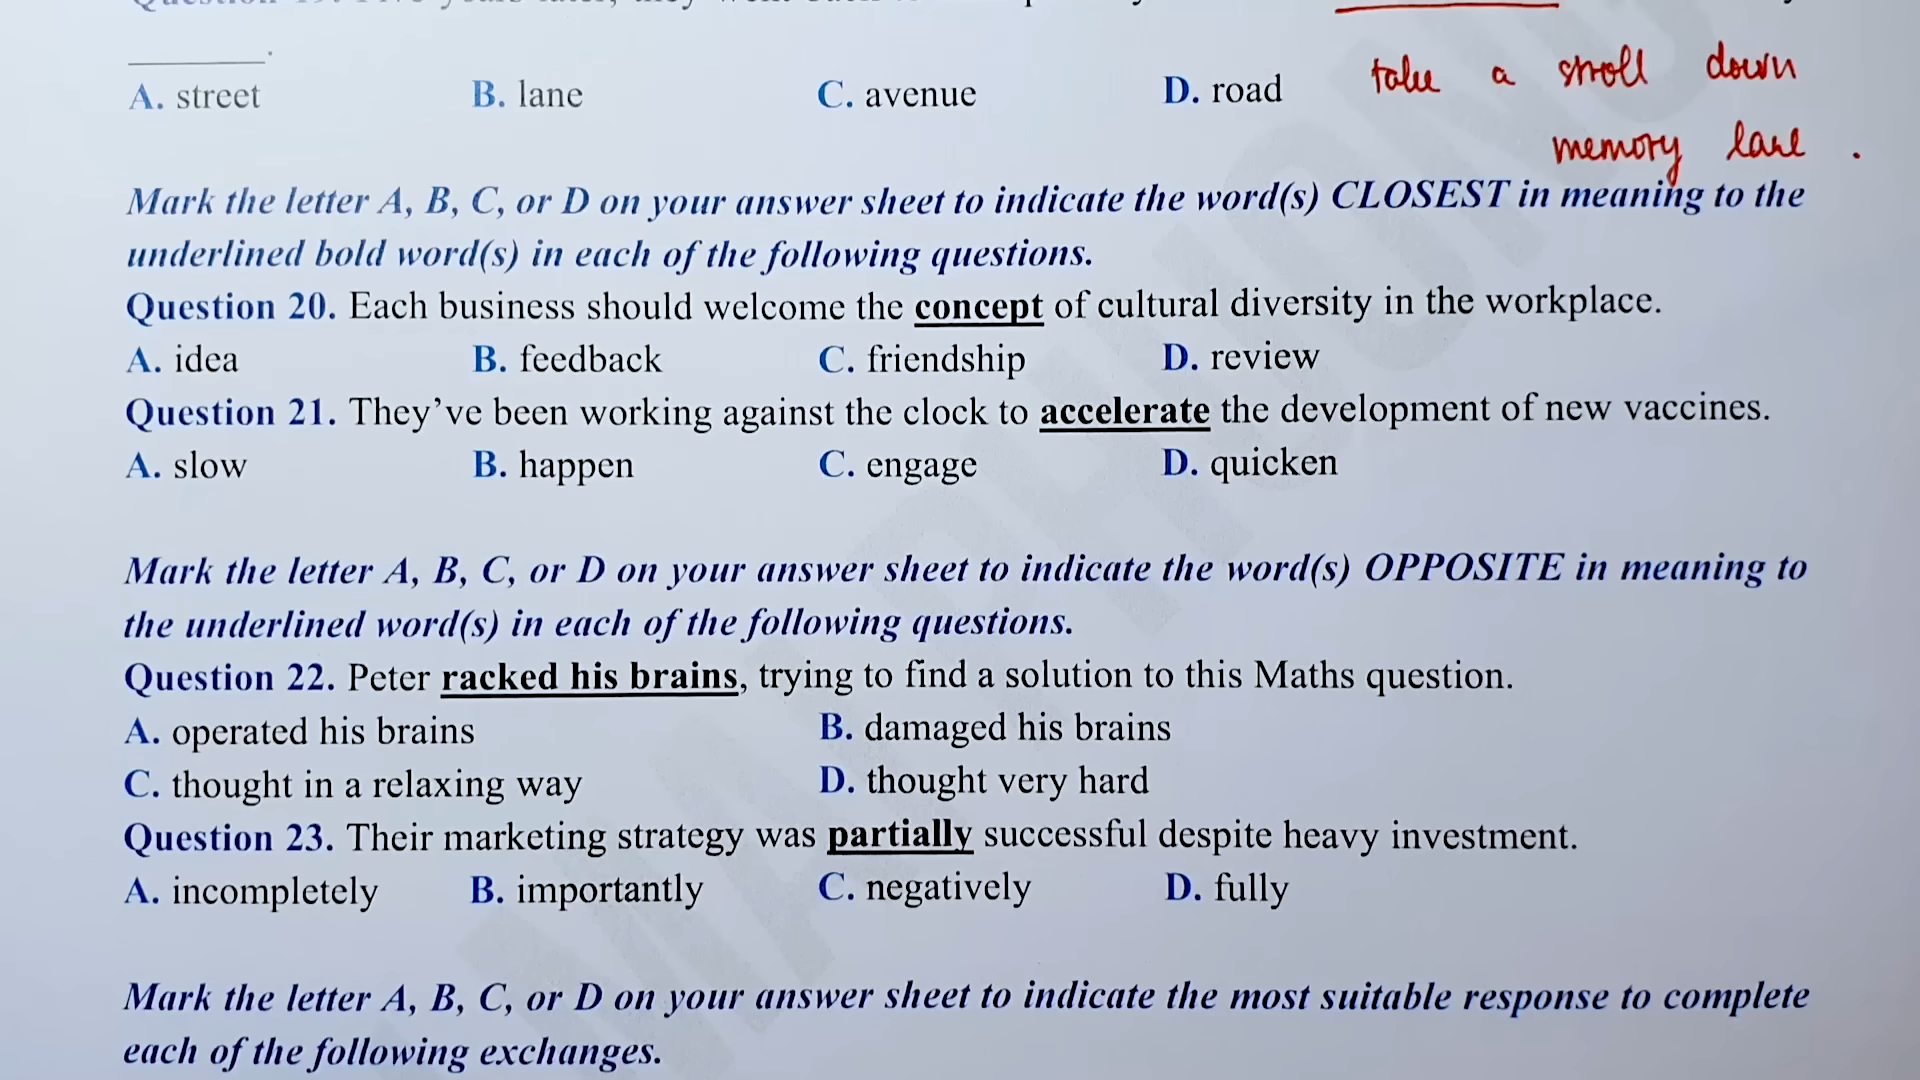 A. street B. lane C. avenue D. road take a stroll down
memory lane .
Mark the letter A, B, C, or D on your answer sheet to indicate the word(s) CLOSEST in meaning to the
underlined bold word(s) in each of the following questions.
Question 20. Each business should welcome the concept of cultural diversity in the workplace.
A. idea B. feedback C. friendship D. review
Question 21. They’ve been working against the clock to accelerate the development of new vaccines.
A. slow B. happen C. engage D. quicken
Mark the letter A, B, C, or D on your answer sheet to indicate the word(s) OPPOSITE in meaning to
the underlined word(s) in each of the following questions.
Question 22. Peter racked his brains, trying to find a solution to this Maths question.
A. operated his brains B. damaged his brains
C. thought in a relaxing way D. thought very hard
Question 23. Their marketing strategy was partially successful despite heavy investment.
A. incompletely B. importantly C. negatively D. fully
Mark the letter A, B, C, or D on your answer sheet to indicate the most suitable response to complete
each of the following exchanges.